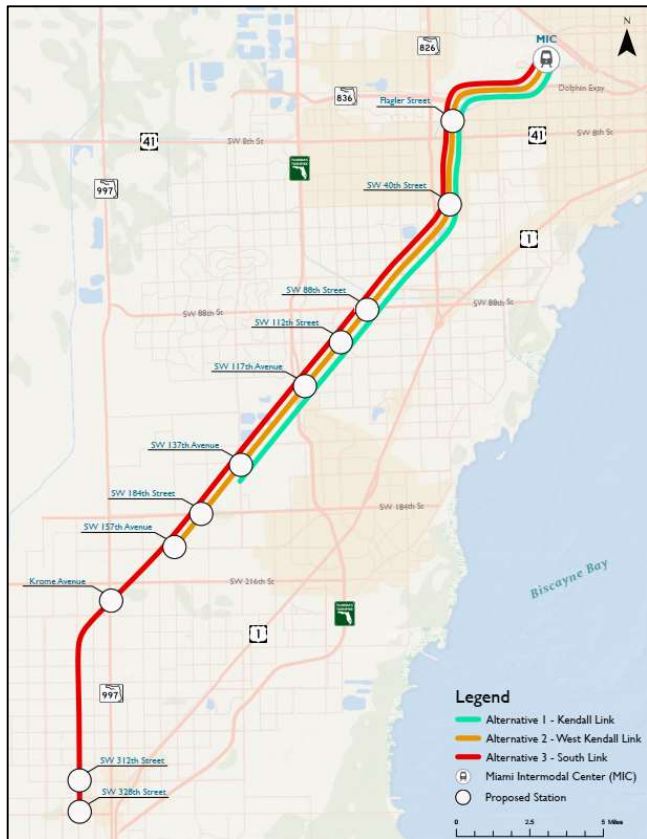 N
MIC
826
Dolphin Expy
836
Flagler Street
41
SW 8th St
41
SW 8th St
997
SW 40th Street
1
SW 88th Street
SW 88th St
SW 88th St
SW 112th Street
SW 117th Avenue
SW 137th Avenue
SW 184th Street
SW 184th St
SW 157th Avenue
Krome Avenue
SW 216th St
Biscayne Bay
1
997
SW 312th Street
SW 328th Street
Legend
Alternative 1 - Kendall Link
Alternative 2 - West Kendall Link
Alternative 3 - South Link
Miami Intermodal Center (MIC)
Proposed Station
0 2.5 5 Miles